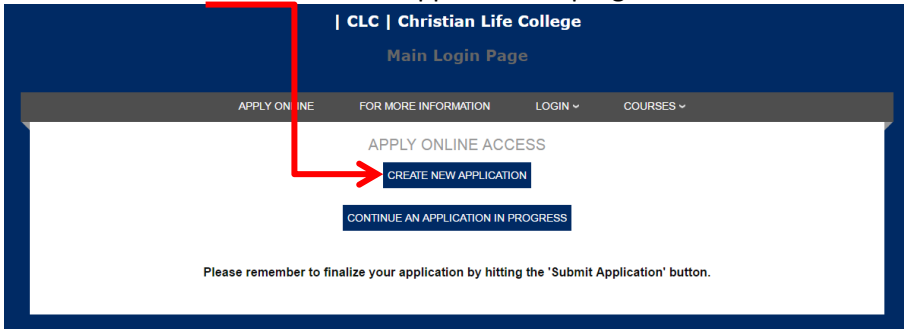 | CLC | Christian Life College
Main Login Page
APPLY ONLINE FOR MORE INFORMATION LOGIN COURSES
APPLY ONLINE ACCESS
CREATE NEW APPLICATION
CONTINUE AN APPLICATION IN PROGRESS
Please remember to finalize your application by hitting the 'Submit Application' button.